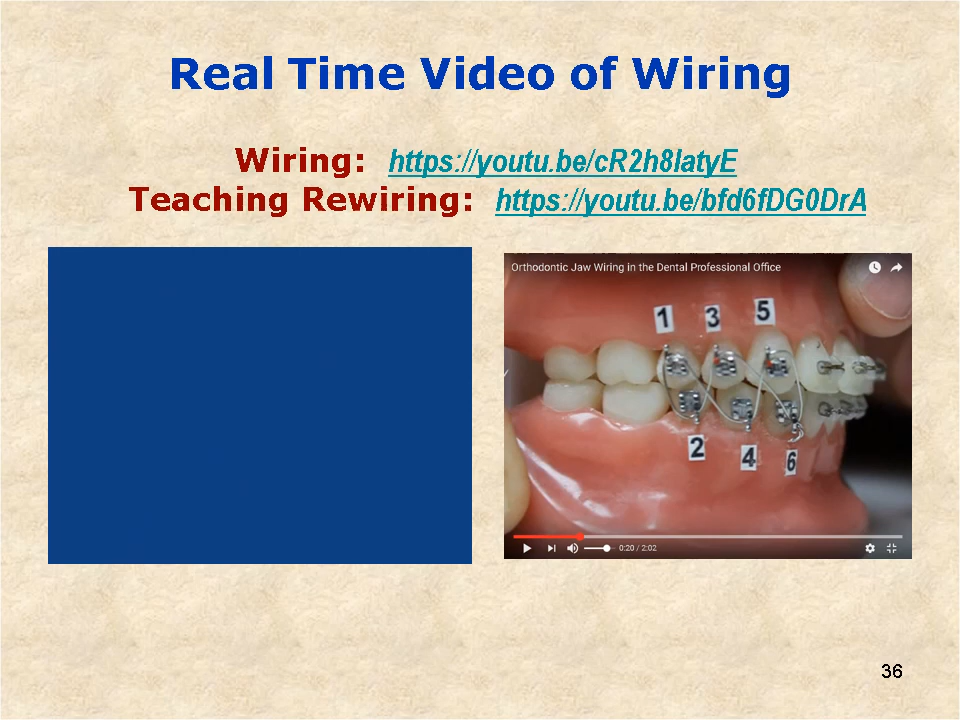 Real Time Video of Wiring
Wiring: https://youtu.be/cR2h8IatyE
Teaching Rewiring: https://youtu.be/bfd6fDG0DrA
Orthodontic Jaw Wiring in the Dental Professional Office
1 3 5
2 4 6
0:20 / 2:02
36